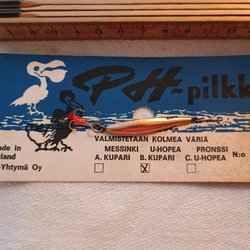 PH-pilkk
VALMISTETAAN KOLMEA VÄRIÄ
MESSINKI U-HOPEA PRONSSI
A. KUPARI B. KUPARI C. U-HOPEA N:o
ade in
land
-Yhtymä Oy